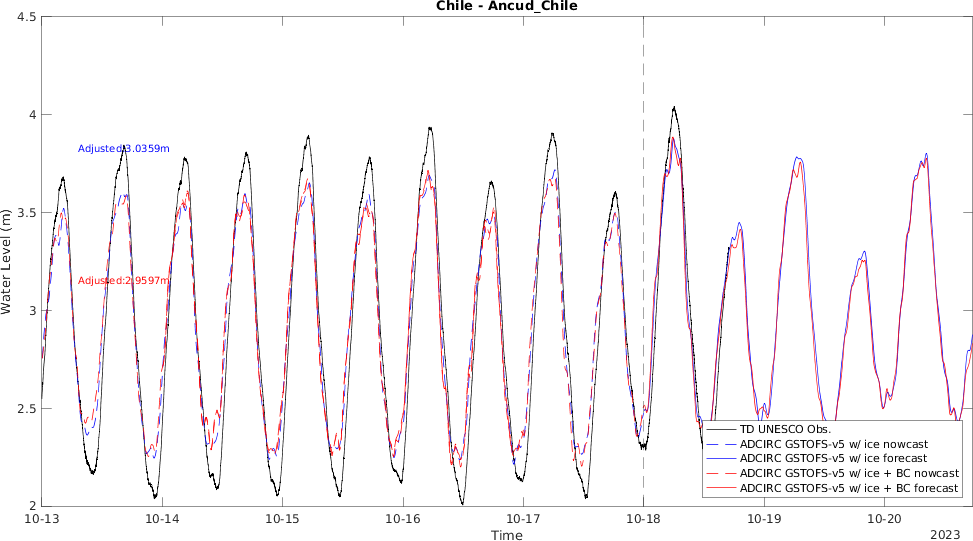 Chile - Ancud_Chile
4.5
4
3.5
3
2.5
2
Water Level (m)
Adjusted:3.0359m
Adjusted:2.9597m
TD UNESCO Obs.
ADCIRC GSTOFS-v5 w/ ice nowcast
ADCIRC GSTOFS-v5 w/ ice forecast
ADCIRC GSTOFS-v5 w/ ice + BC nowcast
ADCIRC GSTOFS-v5 w/ ice + BC forecast
10-13 10-14 10-15 10-16 10-17 10-18 10-19 10-20
Time
2023